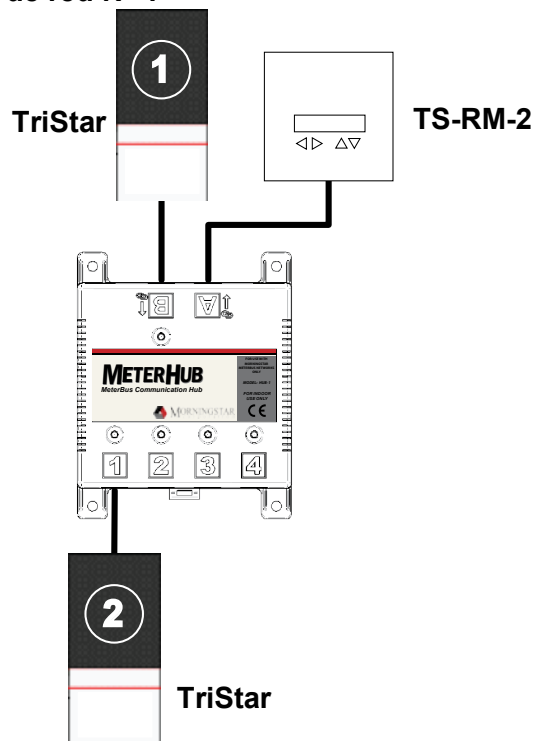 1
TriStar
TS-RM-2
B
A
METERHUB
MeterBus Communication Hub
MORNINGSTAR
MODEL: HUB 1
FOR INDOOR
USE ONLY
CE
1 2 3 4
2
TriStar